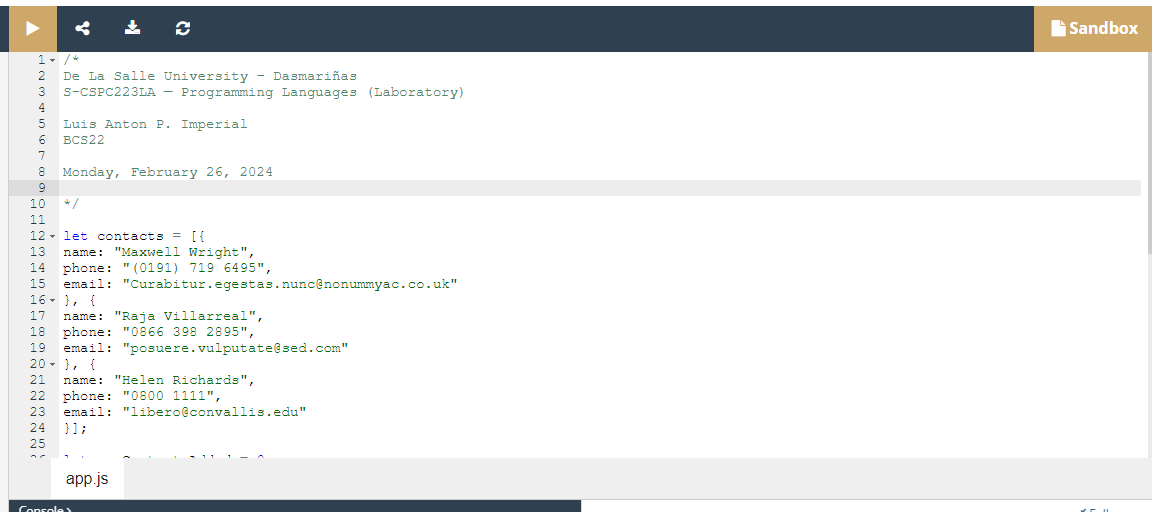 Sandbox
1 /*
2 De La Salle University - Dasmariñas
3 S-CSPC223LA — Programming Languages (Laboratory)
4
5 Luis Anton P. Imperial
6 BCS22
7
8 Monday, February 26, 2024
9
10 */
11
12 let contacts = [{
13 name: "Maxwell Wright",
14 phone: "(0191) 719 6495",
15 email: "Curabitur.egestas.nunc@nonummyac.co.uk"
16 }, {
17 name: "Raja Villarreal",
18 phone: "0866 398 2895",
19 email: "posuere.vulputate@sed.com"
20 }, {
21 name: "Helen Richards",
22 phone: "0800 1111",
23 email: "libero@convallis.edu"
24 }];
25
app.js
Console